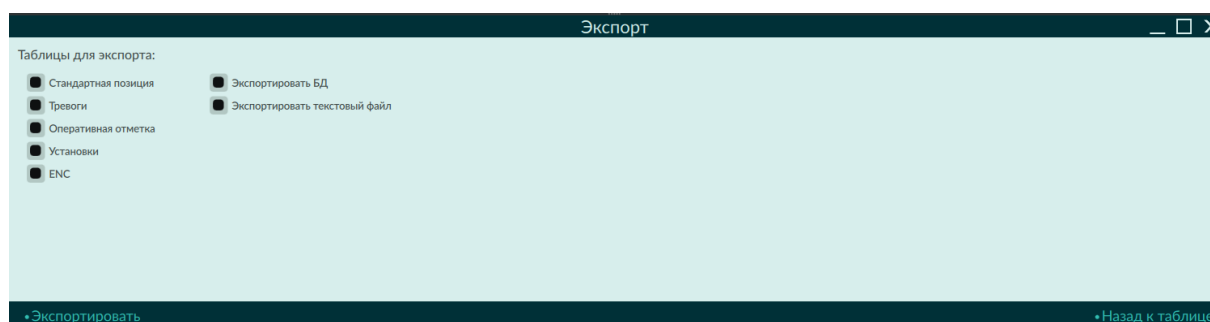 Экспорт
Таблицы для экспорта:
Стандартная позиция
Экспортировать БД
Тревоги
Экспортировать текстовый файл
Оперативная отметка
Установки
ENC
•Экспортировать
•Назад к таблице